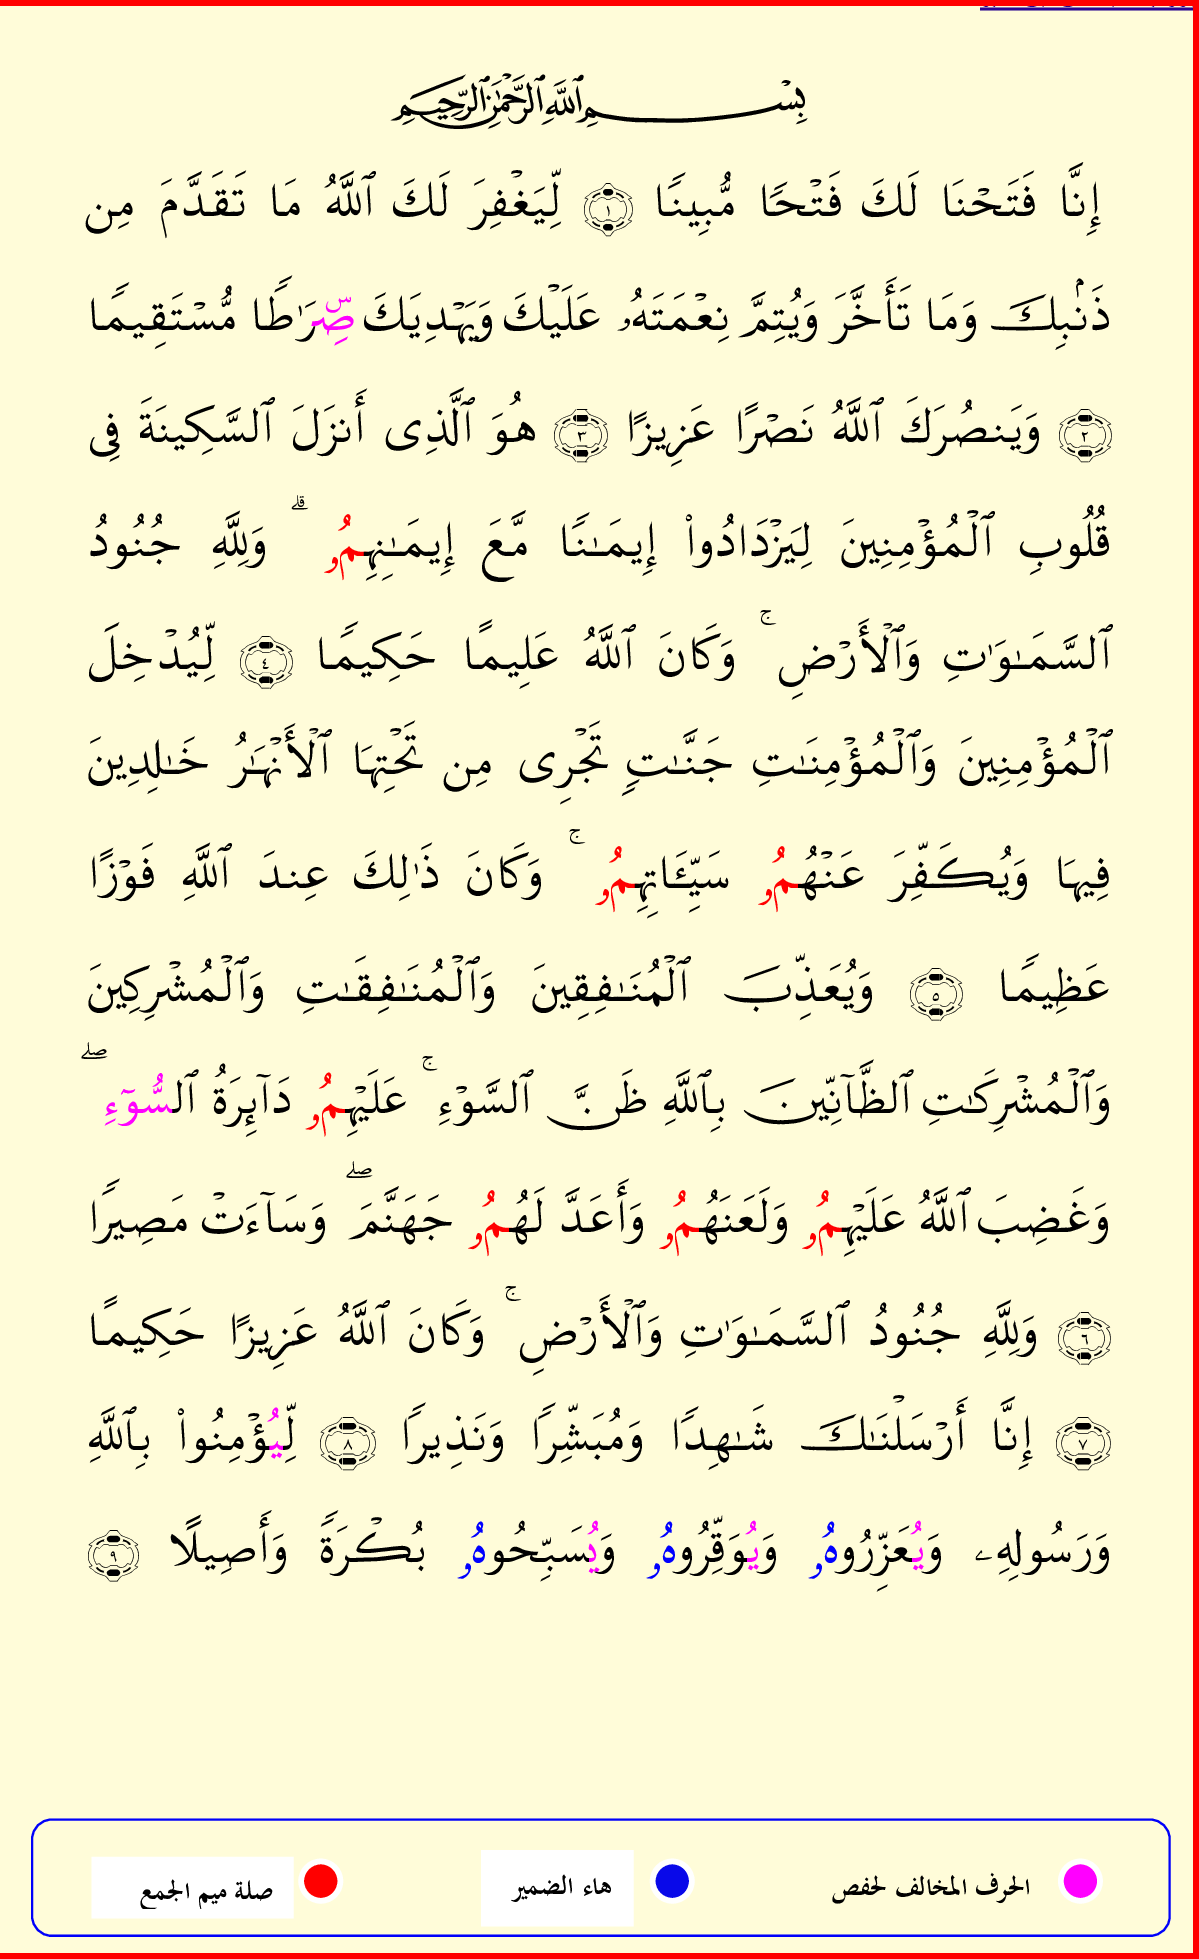 بِسْمِ ٱللَّهِ ٱلرَّحْمَٰنِ ٱلرَّحِيمِ
إِنَّا فَتَحْنَا لَكَ فَتْحًا مُّبِينًا ١ لِّيَغْفِرَ لَكَ ٱللَّهُ مَا تَقَدَّمَ مِن
ذَنۢبِكَ وَمَا تَأَخَّرَ وَيُتِمَّ نِعْمَتَهُۥ عَلَيْكَ وَيَهْدِيَكَ صِّۜرَٰطًا مُّسْتَقِيمًا
٢ وَيَنصُرَكَ ٱللَّهُ نَصْرًا عَزِيزًا ٣ هُوَ ٱلَّذِى أَنزَلَ ٱلسَّكِينَةَ فِى
قُلُوبِ ٱلْمُؤْمِنِينَ لِيَزْدَادُوا۟ إِيمَـٰنًا مَّعَ إِيمَـٰنِهِمُۥ ۗ وَلِلَّهِ جُنُودُ
ٱلسَّمَـٰوَٰتِ وَٱلْأَرْضِ ۚ وَكَانَ ٱللَّهُ عَلِيمًا حَكِيمًا ٤ لِّيُدْخِلَ
ٱلْمُؤْمِنِينَ وَٱلْمُؤْمِنَـٰتِ جَنَّـٰتٍ تَجْرِى مِن تَحْتِهَا ٱلْأَنْهَـٰرُ خَـٰلِدِينَ
فِيهَا وَيُكَفِّرَ عَنْهُمُۥ سَيِّـَٔاتِهِمُۥ ۚ وَكَانَ ذَٰلِكَ عِندَ ٱللَّهِ فَوْزًا
عَظِيمًا ٥ وَيُعَذِّبَ ٱلْمُنَـٰفِقِينَ وَٱلْمُنَـٰفِقَـٰتِ وَٱلْمُشْرِكِينَ
وَٱلْمُشْرِكَـٰتِ ٱلظَّآنِّينَ بِٱللَّهِ ظَنَّ ٱلسَّوْءِ ۚ عَلَيْهِمُۥ دَآئِرَةُ ٱلسُّوٓءِ ۖ
وَغَضِبَ ٱللَّهُ عَلَيْهِمُۥ وَلَعَنَهُمُۥ وَأَعَدَّ لَهُمُۥ جَهَنَّمَ ۖ وَسَآءَتْ مَصِيرًا
٦ وَلِلَّهِ جُنُودُ ٱلسَّمَـٰوَٰتِ وَٱلْأَرْضِ ۚ وَكَانَ ٱللَّهُ عَزِيزًا حَكِيمًا
٧ إِنَّا أَرْسَلْنَـٰكَ شَـٰهِدًا وَمُبَشِّرًا وَنَذِيرًا ٨ لِّيُؤْمِنُوا۟ بِٱللَّهِ
وَرَسُولِهِۦ وَيُعَزِّرُوهُۥ وَيُوَقِّرُوهُۥ وَيُسَبِّحُوهُۥ بُكْرَةً وَأَصِيلًا ٩
الحرف المخالف لحفص هاء الضمير صلة ميم الجمع